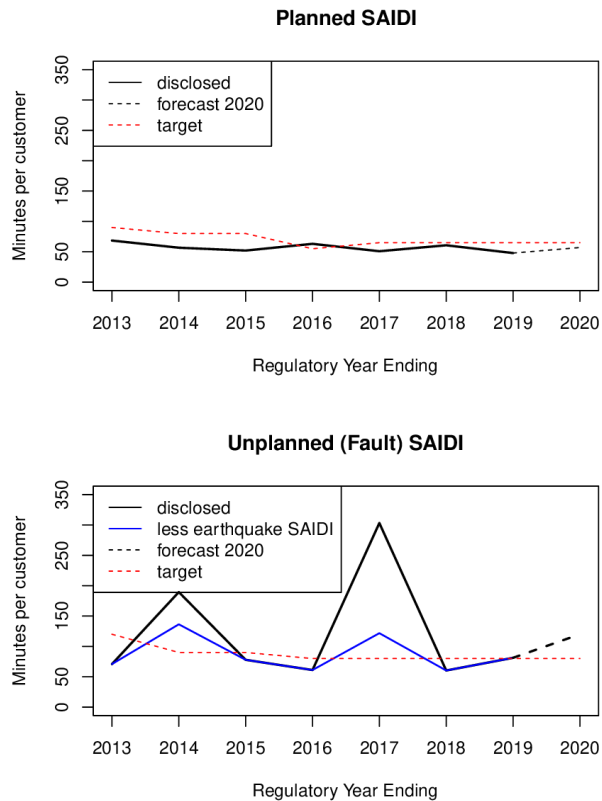 Planned SAIDI
Minutes per customer
350
250
150
50
0
disclosed
forecast 2020
target
2013 2014 2015 2016 2017 2018 2019 2020
Regulatory Year Ending
Unplanned (Fault) SAIDI
Minutes per customer
350
250
150
50
0
disclosed
less earthquake SAIDI
forecast 2020
target
2013 2014 2015 2016 2017 2018 2019 2020
Regulatory Year Ending